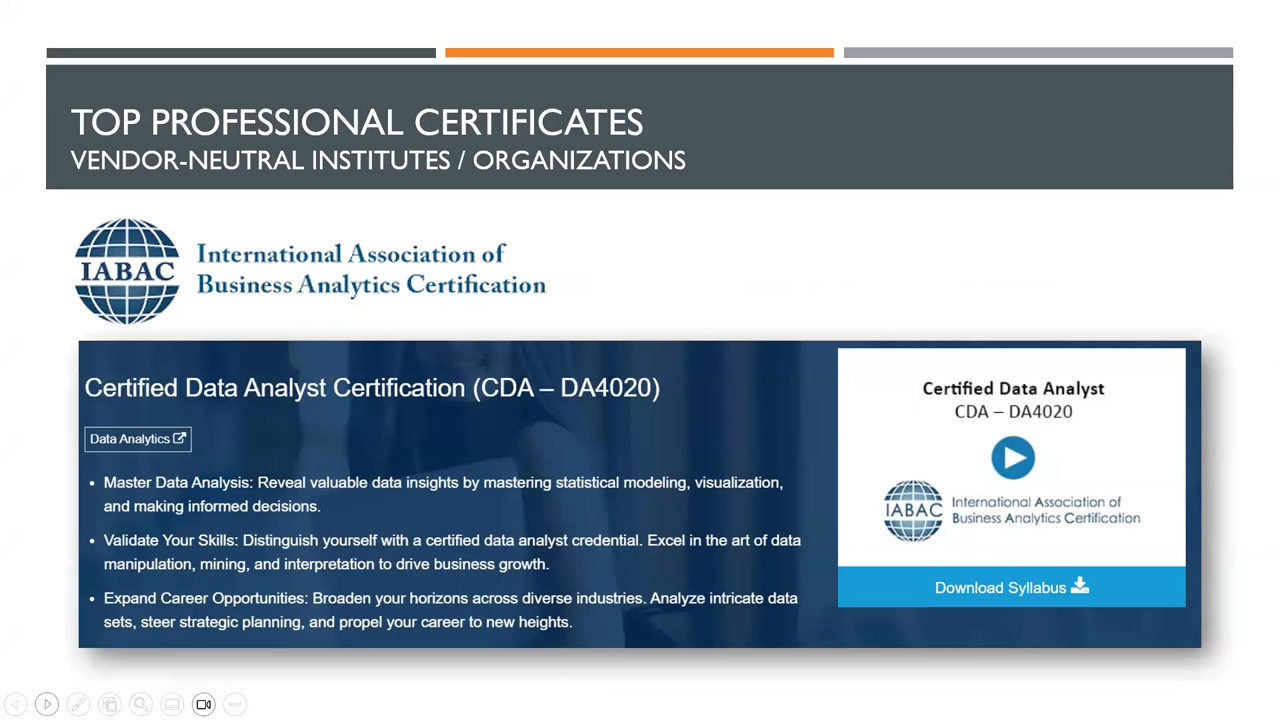 TOP PROFESSIONAL CERTIFICATES
VENDOR-NEUTRAL INSTITUTES / ORGANIZATIONS
IABAC
International Association of
Business Analytics Certification
Certified Data Analyst Certification (CDA – DA4020)
Data Analytics
• Master Data Analysis: Reveal valuable data insights by mastering statistical modeling, visualization,
and making informed decisions.
• Validate Your Skills: Distinguish yourself with a certified data analyst credential. Excel in the art of data
manipulation, mining, and interpretation to drive business growth.
• Expand Career Opportunities: Broaden your horizons across diverse industries. Analyze intricate data
sets, steer strategic planning, and propel your career to new heights.
Certified Data Analyst
CDA – DA4020
IABAC
International Association of
Business Analytics Certification
Download Syllabus